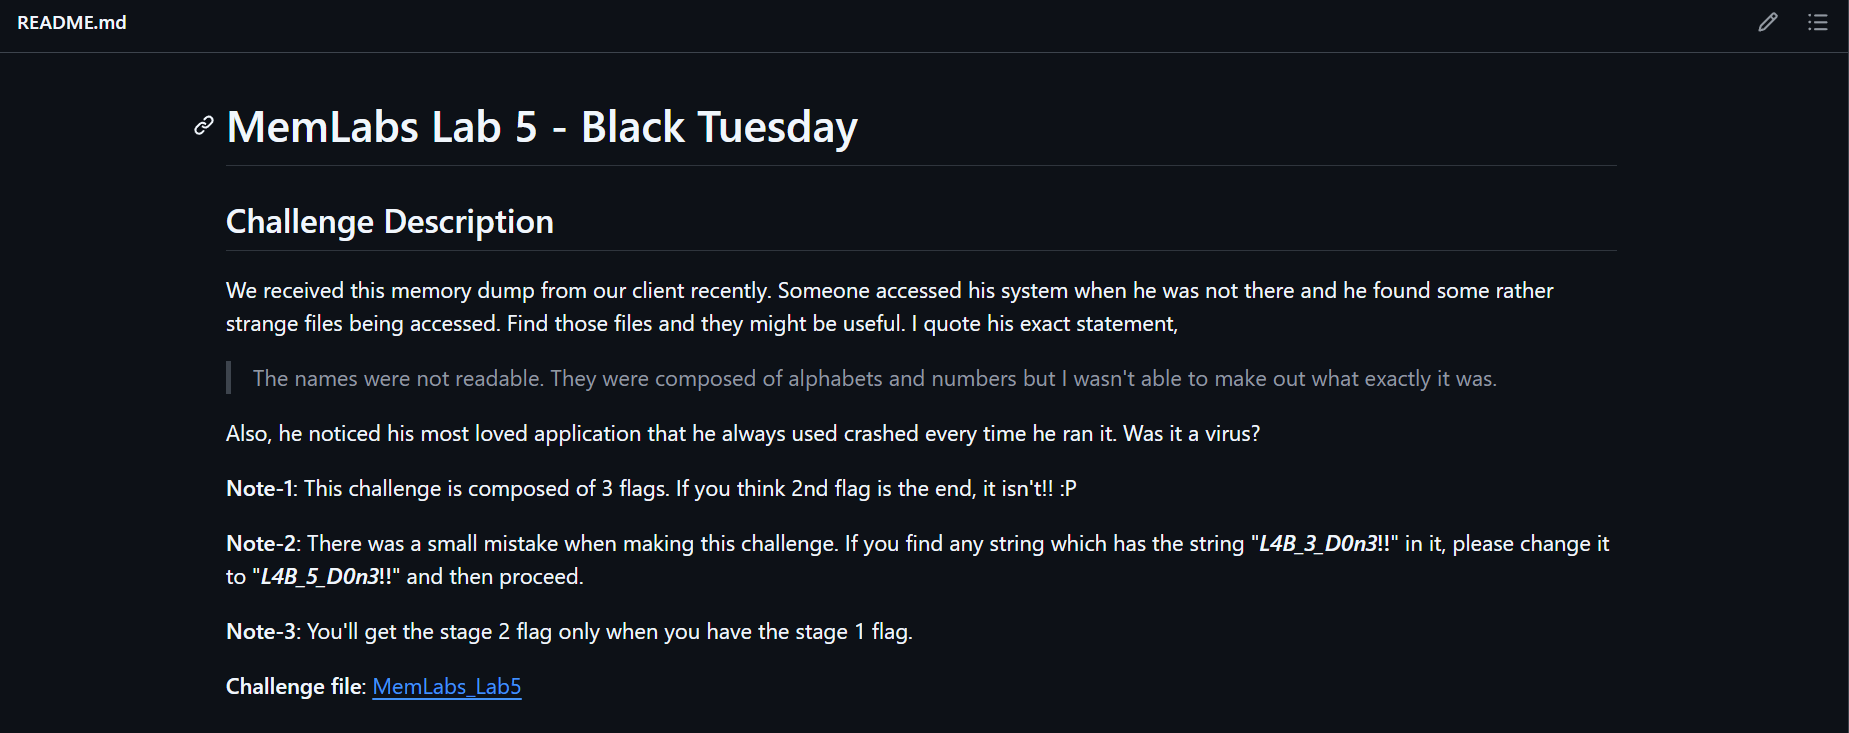 README.md
MemLabs Lab 5 - Black Tuesday
Challenge Description
We received this memory dump from our client recently. Someone accessed his system when he was not there and he found some rather
strange files being accessed. Find those files and they might be useful. I quote his exact statement,
The names were not readable. They were composed of alphabets and numbers but I wasn't able to make out what exactly it was.
Also, he noticed his most loved application that he always used crashed every time he ran it. Was it a virus?
Note-1: This challenge is composed of 3 flags. If you think 2nd flag is the end, it isn't!! :P
Note-2: There was a small mistake when making this challenge. If you find any string which has the string "L4B_3_D0n3!!" in it, please change it
to "L4B_5_D0n3!!" and then proceed.
Note-3: You'll get the stage 2 flag only when you have the stage 1 flag.
Challenge file: MemLabs_Lab5